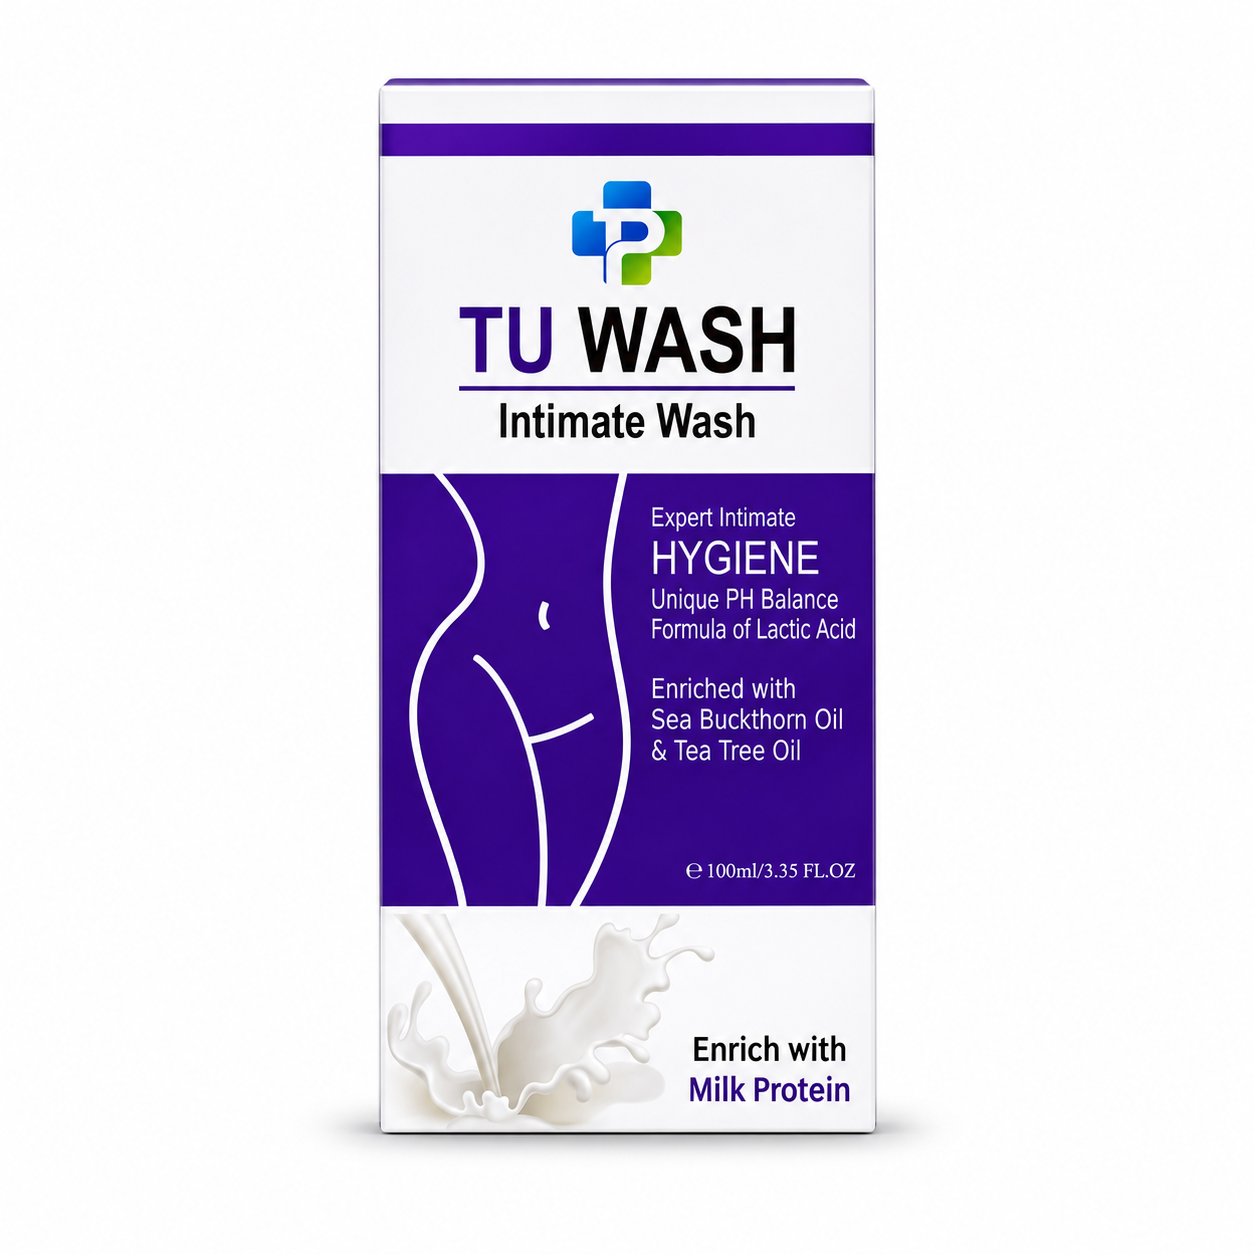 TP
TU WASH
Intimate Wash
Expert Intimate
HYGIENE
Unique PH Balance
Formula of Lactic Acid
Enriched with
Sea Buckthorn Oil
& Tea Tree Oil
℮ 100ml/3.35 FL.OZ
Enrich with
Milk Protein